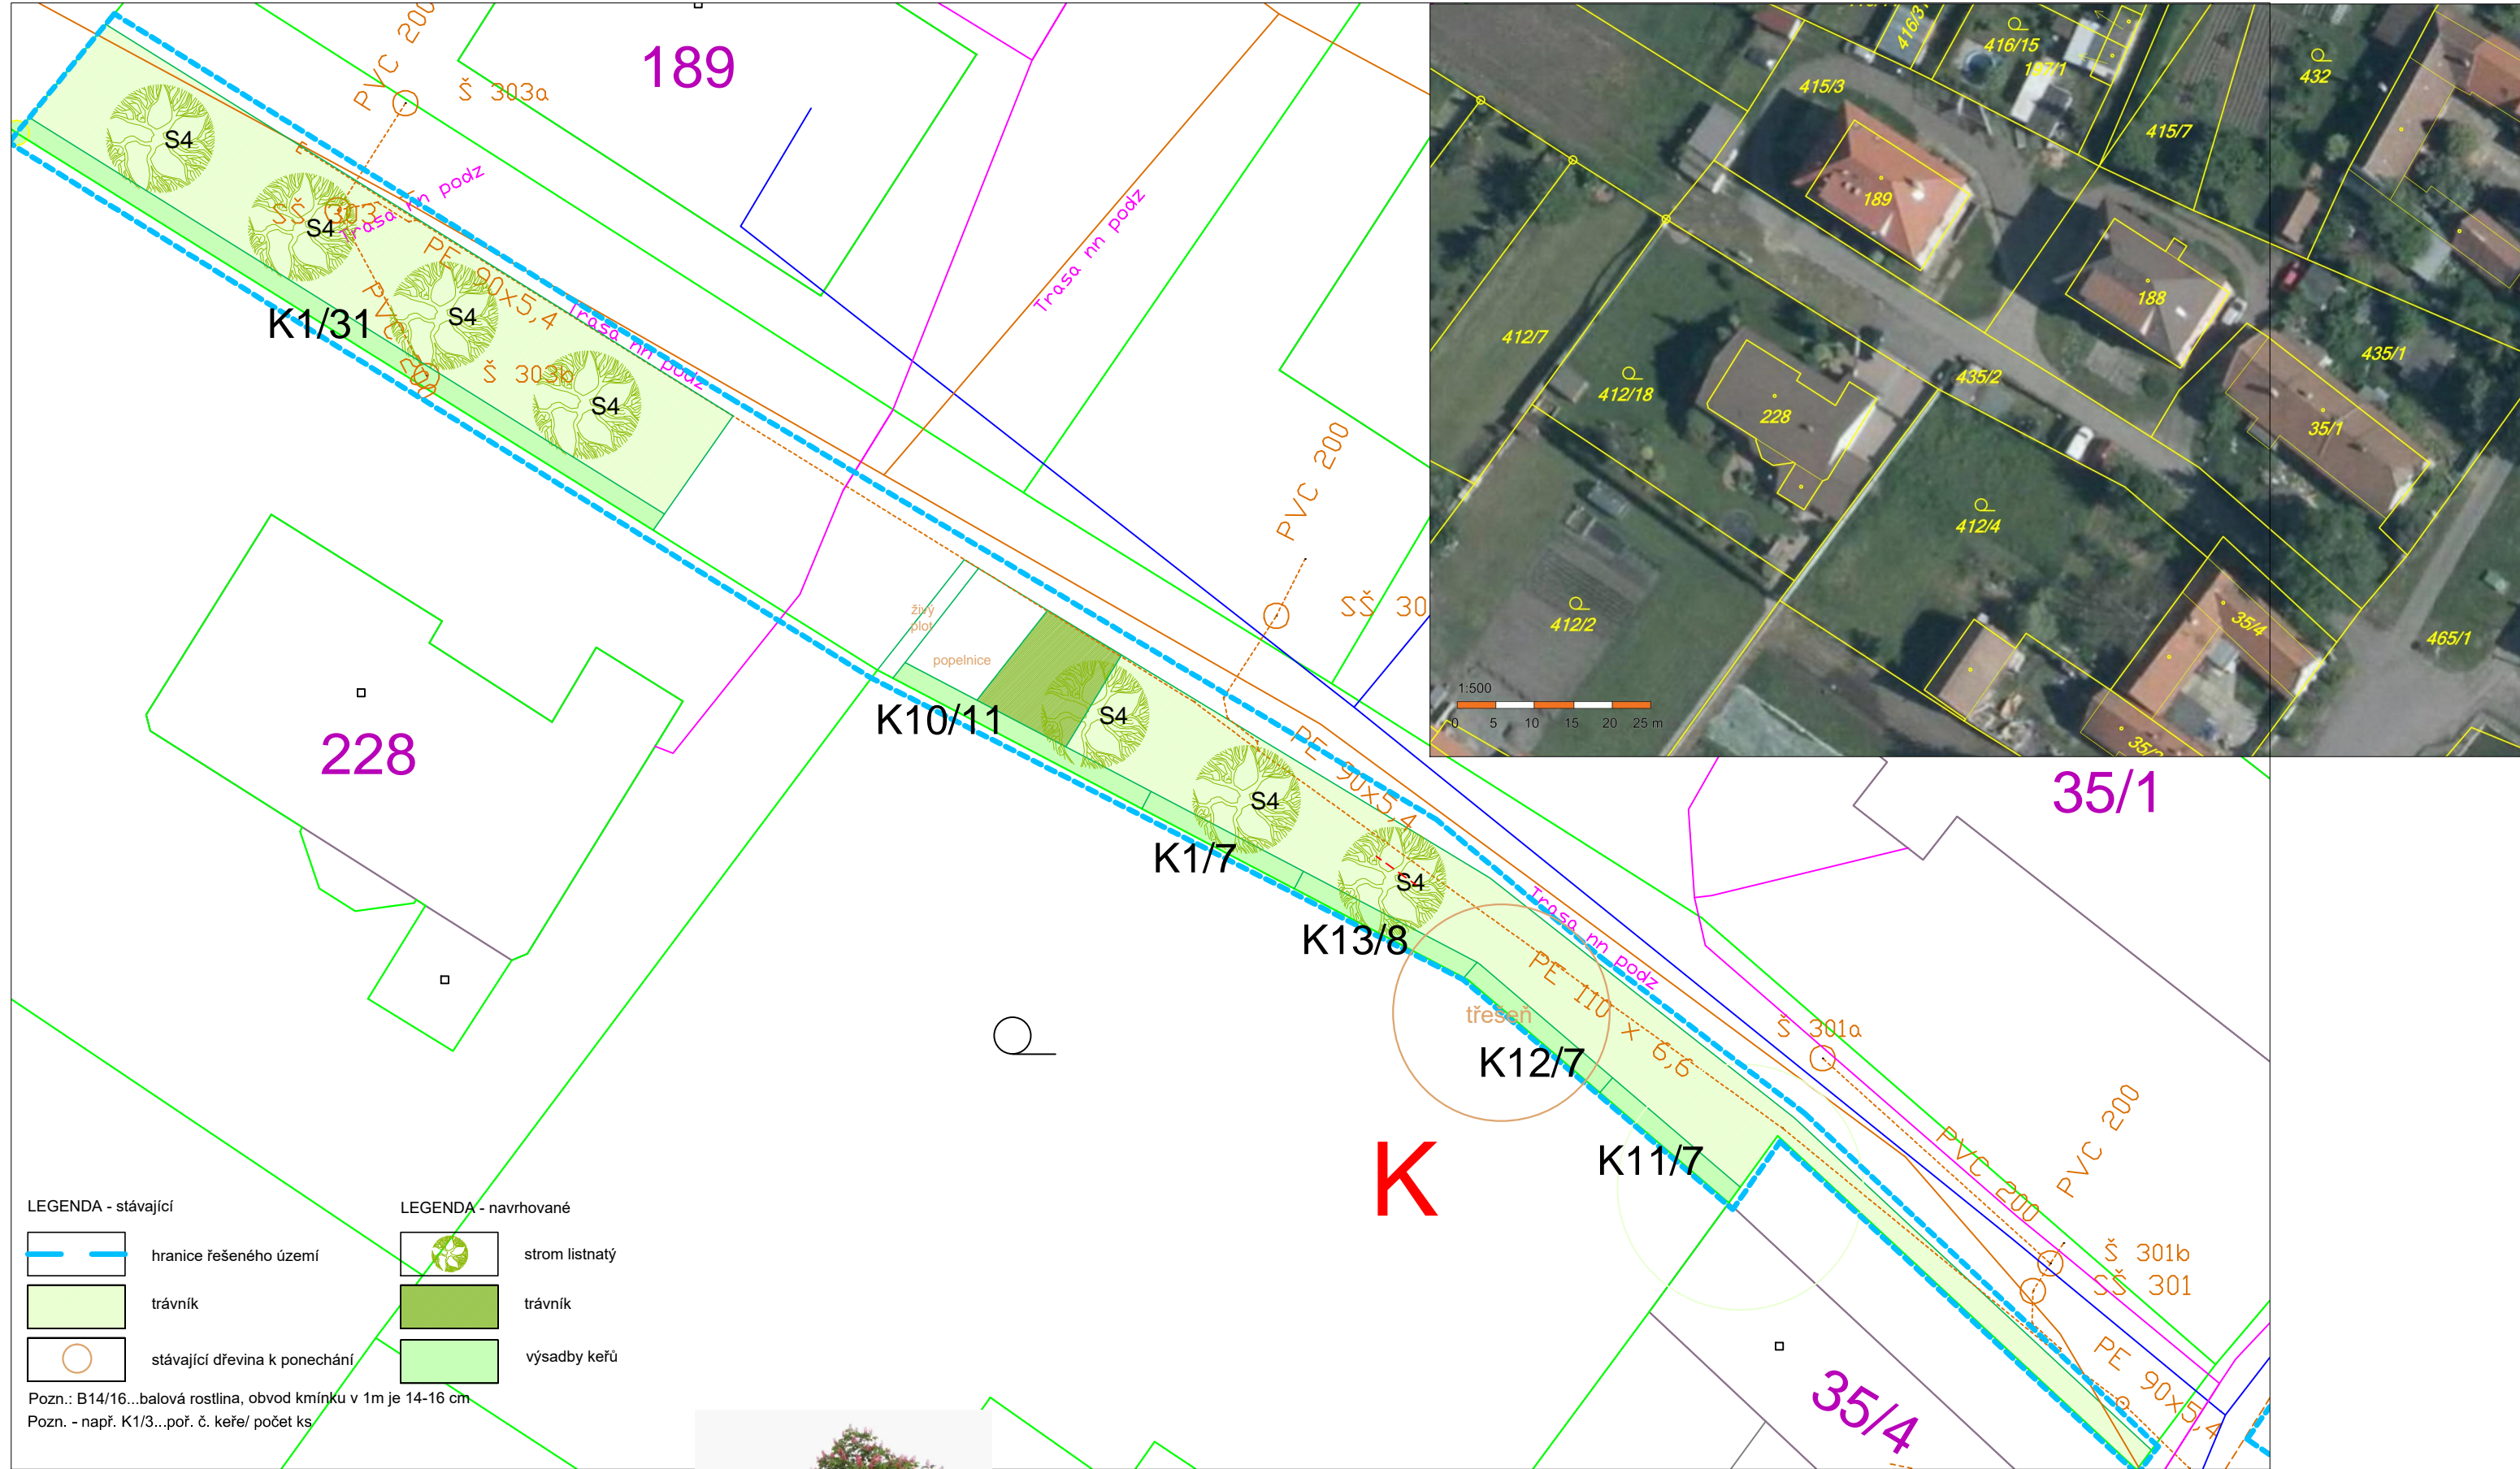 PVC 200
Š 303a
189
S4
Trasa nn podz
SŠ 303
S4
PE 90x5,4
PVC 200
S4
K1/31
Trasa nn podz
Š 303b
S4
Trasa nn podz
PVC 200
SŠ 30
živý
plot
popelnice
K10/11
S4
228
PE 90x5,4
S4
K1/7
S4
K13/8
Trasa nn podz
PE 110 x 6,6
třešeň
K12/7
K11/7
K
35/1
Š 301a
PVC 200
PVC 200
Š 301b
SŠ 301
PE 90x5,4
35/4
416/31
416/15
197/1
432
415/3
415/7
189
188
412/7
412/18
228
435/2
435/1
35/1
412/4
412/2
35/4
465/1
1:500
0 5 10 15 20 25 m
LEGENDA - stávající
hranice řešeného území
trávník
stávající dřevina k ponechání
LEGENDA - navrhované
strom listnatý
trávník
výsadby keřů
Pozn.: B14/16...balová rostlina, obvod kmínku v 1m je 14-16 cm
Pozn. - např. K1/3...poř. č. keře/ počet ks